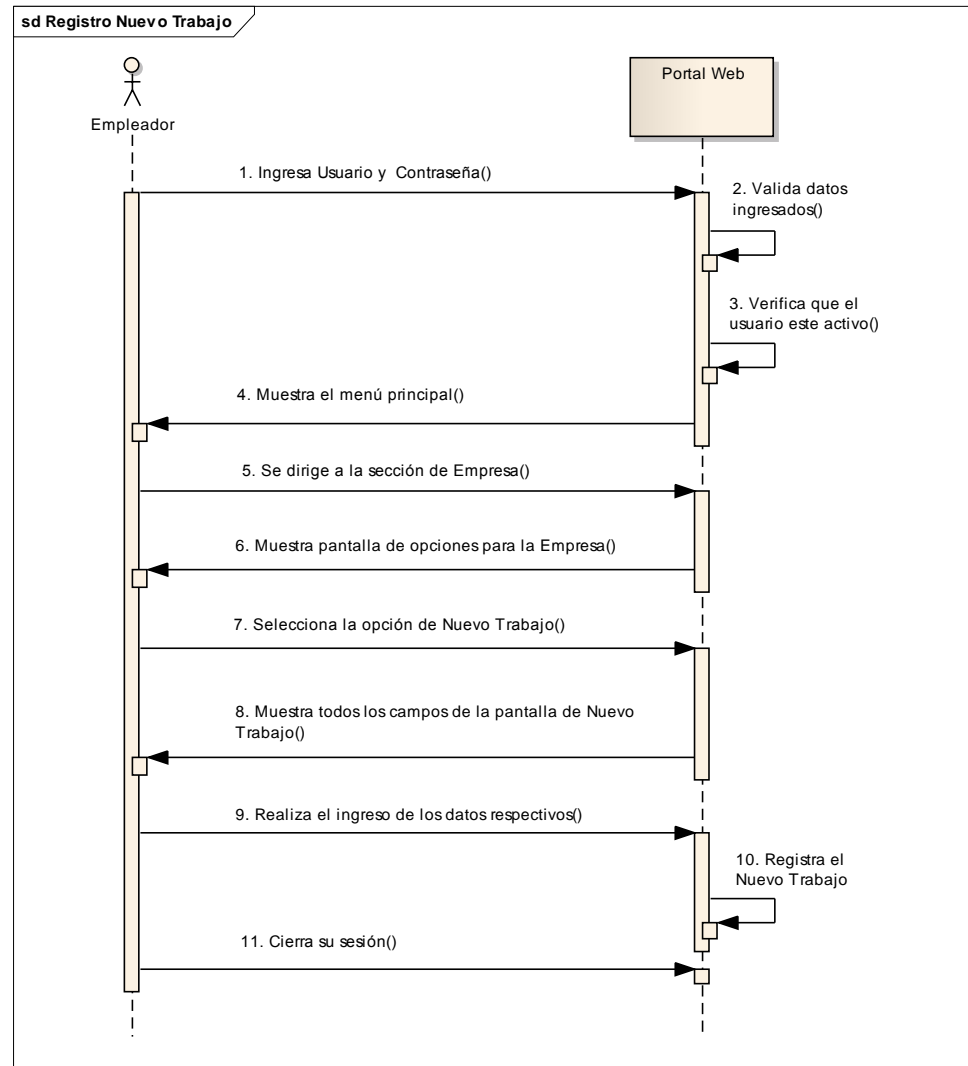 sd Registro Nuevo Trabajo
Empleador
Portal Web
1. Ingresa Usuario y Contraseña()
2. Valida datos
ingresados()
3. Verifica que el
usuario este activo()
4. Muestra el menú principal()
5. Se dirige a la sección de Empresa()
6. Muestra pantalla de opciones para la Empresa()
7. Selecciona la opción de Nuevo Trabajo()
8. Muestra todos los campos de la pantalla de Nuevo
Trabajo()
9. Realiza el ingreso de los datos respectivos()
10. Registra el
Nuevo Trabajo
11. Cierra su sesión()